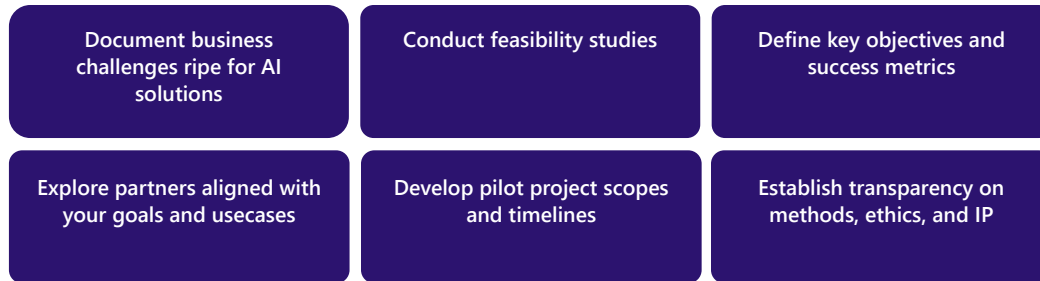 Document business
challenges ripe for AI
solutions
Conduct feasibility studies
Define key objectives and
success metrics
Explore partners aligned with
your goals and usecases
Develop pilot project scopes
and timelines
Establish transparency on
methods, ethics, and IP